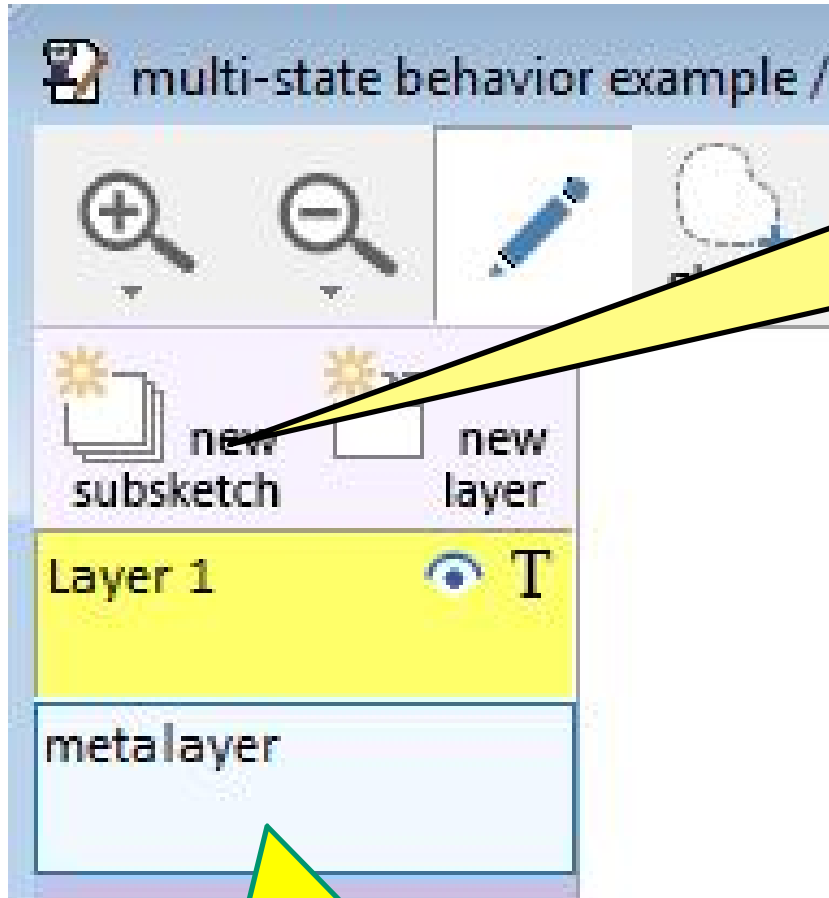 multi-state behavior example /
new
subsketch
new
layer
Layer 1
T
metalayer